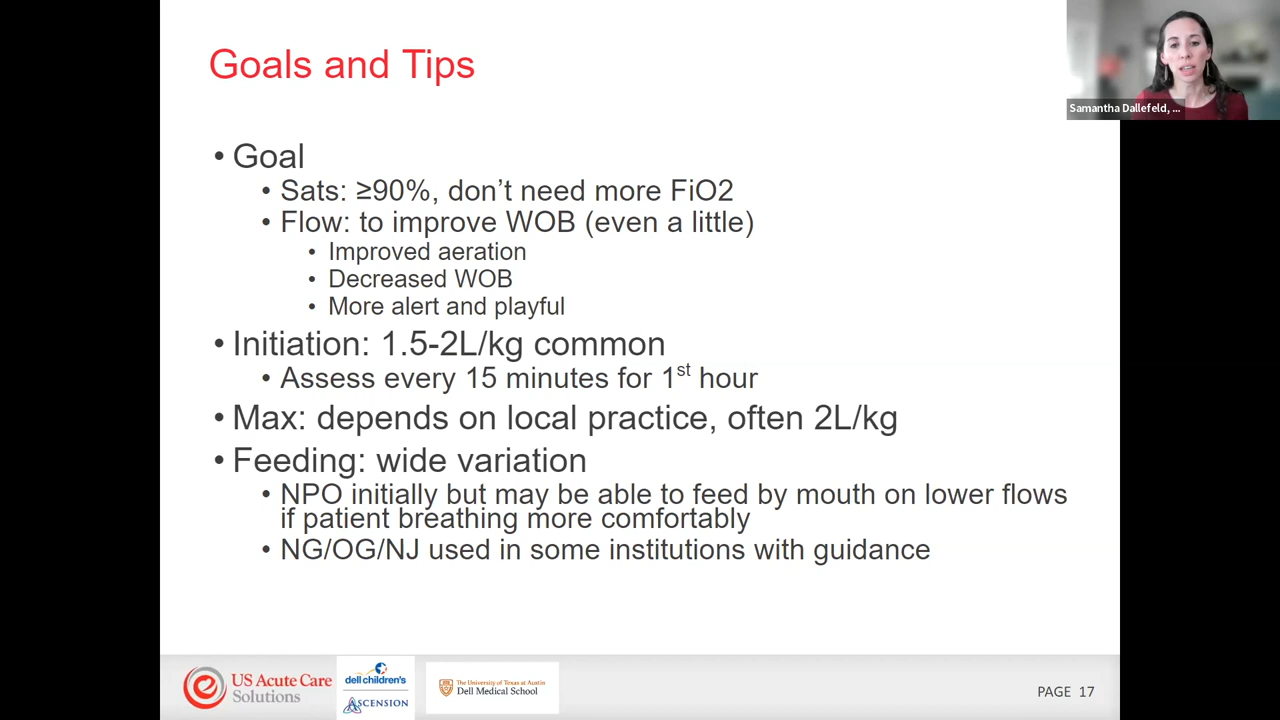 Goals and Tips
Samantha Dallefeld, ...
• Goal
• Sats: ≥90%, don't need more FiO2
• Flow: to improve WOB (even a little)
• Improved aeration
• Decreased WOB
• More alert and playful
• Initiation: 1.5-2L/kg common
• Assess every 15 minutes for 1st hour
• Max: depends on local practice, often 2L/kg
• Feeding: wide variation
• NPO initially but may be able to feed by mouth on lower flows
if patient breathing more comfortably
• NG/OG/NJ used in some institutions with guidance
US Acute Care
Solutions
dell children's
ASCENSION
The University of Texas at Austin
Dell Medical School
PAGE 17